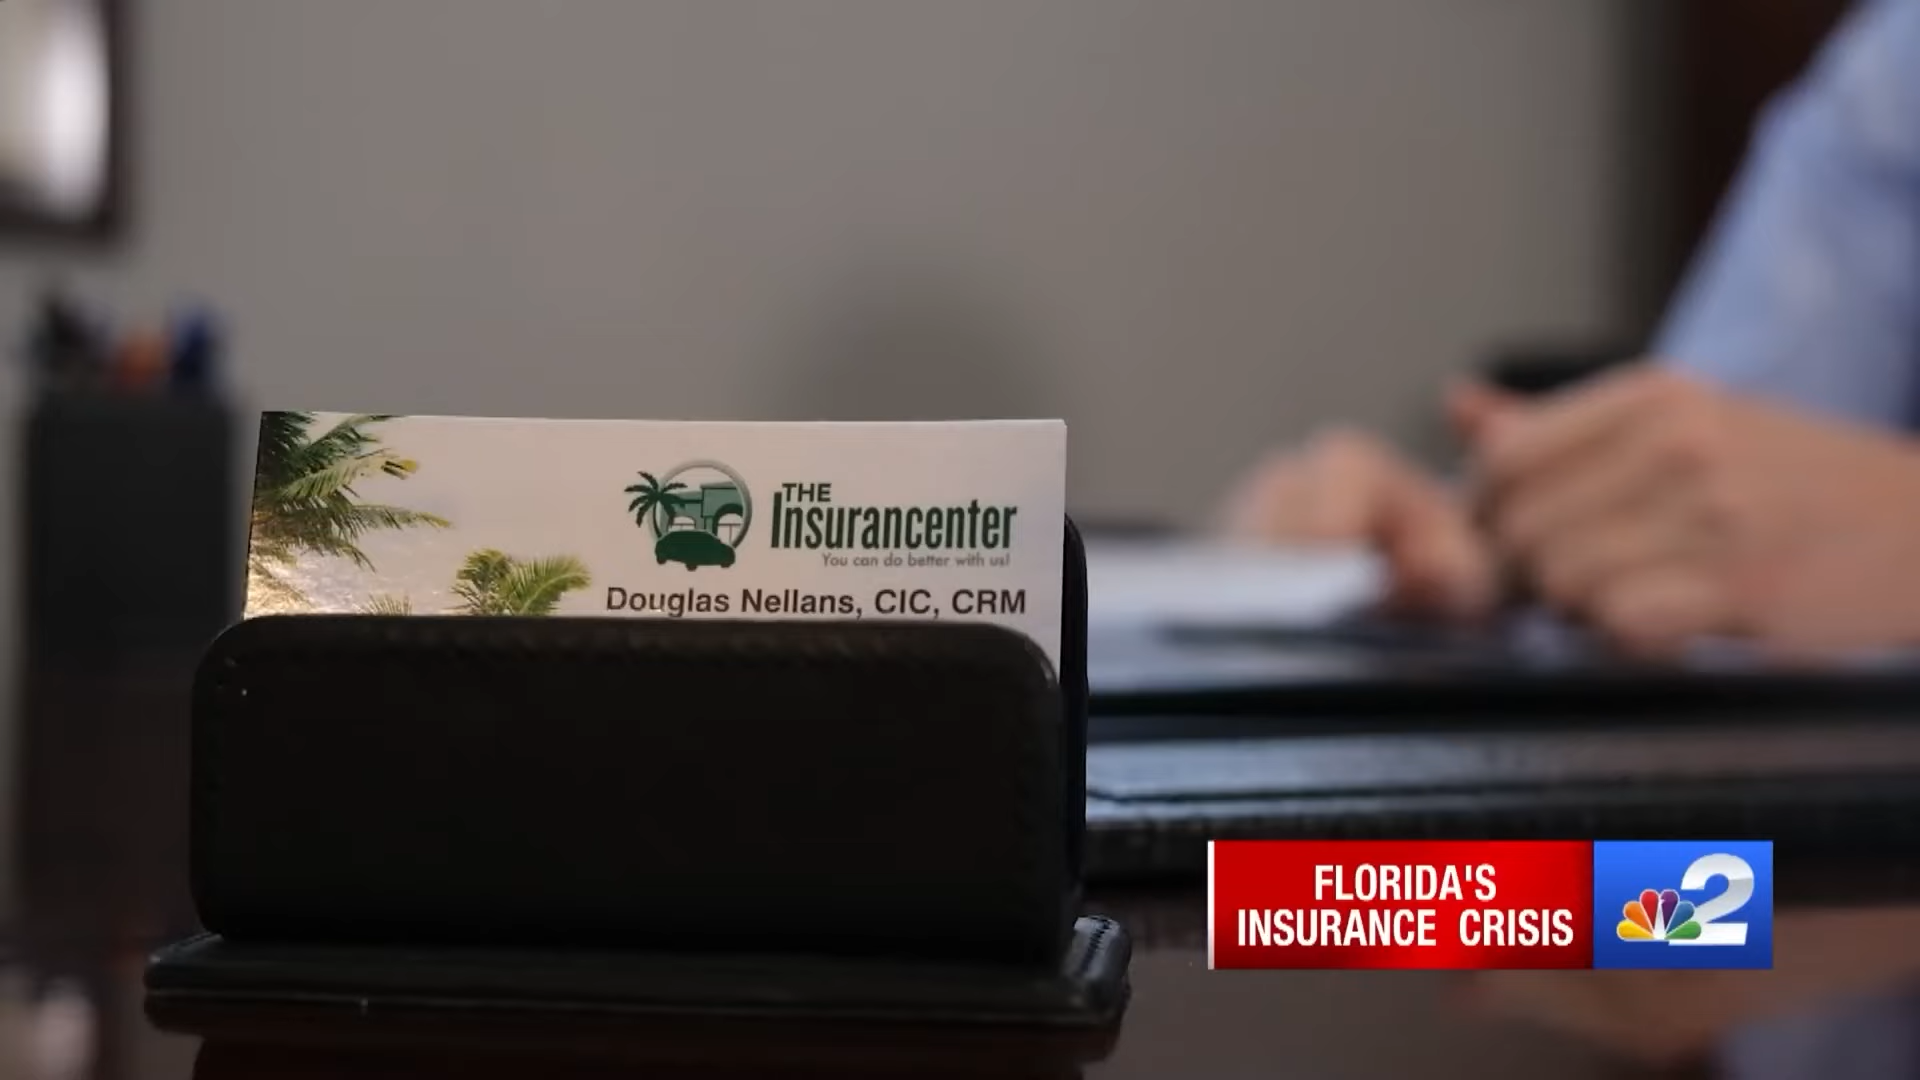 THE
Insurancenter
You can do better with us!
Douglas Nellans, CIC, CRM
FLORIDA'S
INSURANCE CRISIS
2